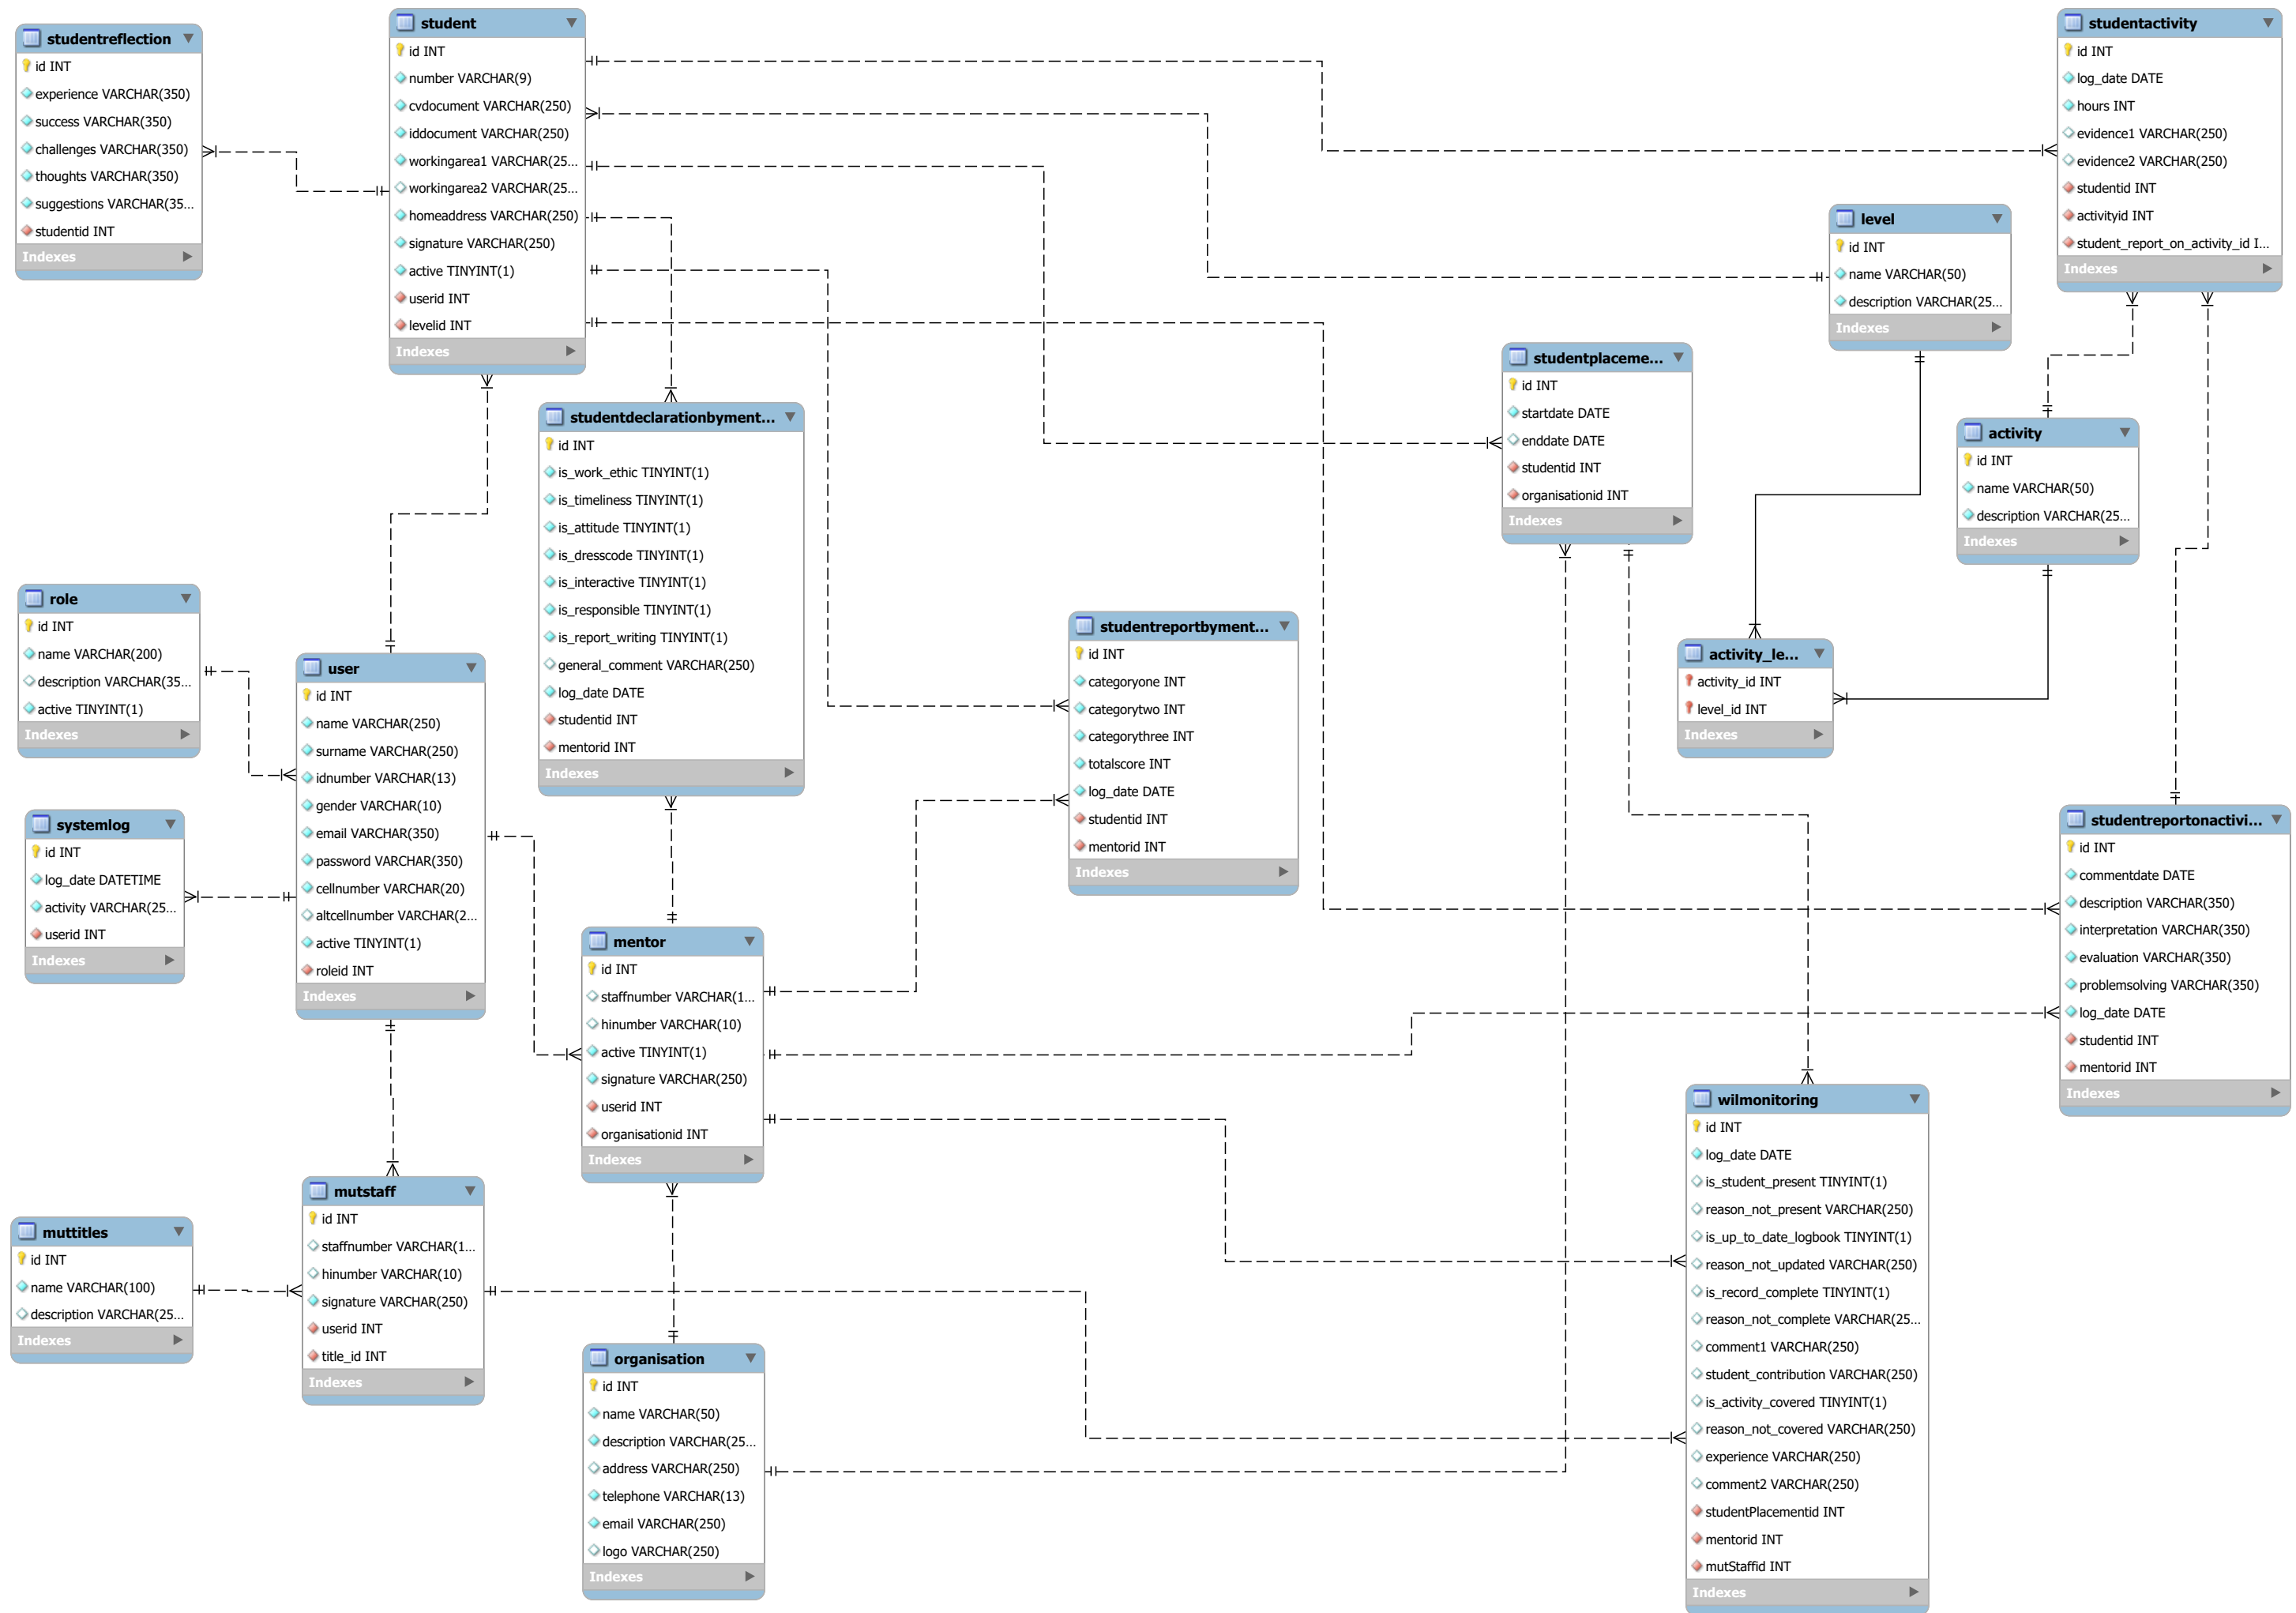 studentreflection
id INT
experience VARCHAR(350)
success VARCHAR(350)
challenges VARCHAR(350)
thoughts VARCHAR(350)
suggestions VARCHAR(35...
studentid INT
Indexes
student
id INT
number VARCHAR(9)
cvdocument VARCHAR(250)
iddocument VARCHAR(250)
workingarea1 VARCHAR(25...
workingarea2 VARCHAR(25...
homeaddress VARCHAR(250)
signature VARCHAR(250)
active TINYINT(1)
userid INT
levelid INT
Indexes
studentactivity
id INT
log_date DATE
hours INT
evidence1 VARCHAR(250)
evidence2 VARCHAR(250)
studentid INT
activityid INT
student_report_on_activity_id I...
Indexes
level
id INT
name VARCHAR(50)
description VARCHAR(25...
Indexes
studentplaceme...
id INT
startdate DATE
enddate DATE
studentid INT
organisationid INT
Indexes
studentdeclarationbyment...
id INT
is_work_ethic TINYINT(1)
is_timeliness TINYINT(1)
is_attitude TINYINT(1)
is_dresscode TINYINT(1)
is_interactive TINYINT(1)
is_responsible TINYINT(1)
is_report_writing TINYINT(1)
general_comment VARCHAR(250)
log_date DATE
studentid INT
mentorid INT
Indexes
activity
id INT
name VARCHAR(50)
description VARCHAR(25...
Indexes
role
id INT
name VARCHAR(200)
description VARCHAR(35...
active TINYINT(1)
Indexes
studentreportbyment...
id INT
categoryone INT
categorytwo INT
categorythree INT
totalscore INT
log_date DATE
studentid INT
mentorid INT
Indexes
activity_le...
activity_id INT
level_id INT
Indexes
user
id INT
name VARCHAR(250)
surname VARCHAR(250)
idnumber VARCHAR(13)
gender VARCHAR(10)
email VARCHAR(350)
password VARCHAR(350)
cellnumber VARCHAR(20)
altcellnumber VARCHAR(2...
active TINYINT(1)
roleid INT
Indexes
systemlog
id INT
log_date DATETIME
activity VARCHAR(25...
userid INT
Indexes
studentreportonactivi...
id INT
commentdate DATE
description VARCHAR(350)
interpretation VARCHAR(350)
evaluation VARCHAR(350)
problemsolving VARCHAR(350)
log_date DATE
studentid INT
mentorid INT
Indexes
mentor
id INT
staffnumber VARCHAR(1...
hinumber VARCHAR(10)
active TINYINT(1)
signature VARCHAR(250)
userid INT
organisationid INT
Indexes
wilmonitoring
id INT
log_date DATE
is_student_present TINYINT(1)
reason_not_present VARCHAR(250)
is_up_to_date_logbook TINYINT(1)
reason_not_updated VARCHAR(250)
is_record_complete TINYINT(1)
reason_not_complete VARCHAR(25...
comment1 VARCHAR(250)
student_contribution VARCHAR(250)
is_activity_covered TINYINT(1)
reason_not_covered VARCHAR(250)
experience VARCHAR(250)
comment2 VARCHAR(250)
studentPlacementid INT
mentorid INT
mutStaffid INT
Indexes
mutstaff
id INT
staffnumber VARCHAR(1...
hinumber VARCHAR(10)
signature VARCHAR(250)
userid INT
title_id INT
Indexes
muttitles
id INT
name VARCHAR(100)
description VARCHAR(25...
Indexes
organisation
id INT
name VARCHAR(50)
description VARCHAR(25...
address VARCHAR(250)
telephone VARCHAR(13)
email VARCHAR(250)
logo VARCHAR(250)
Indexes